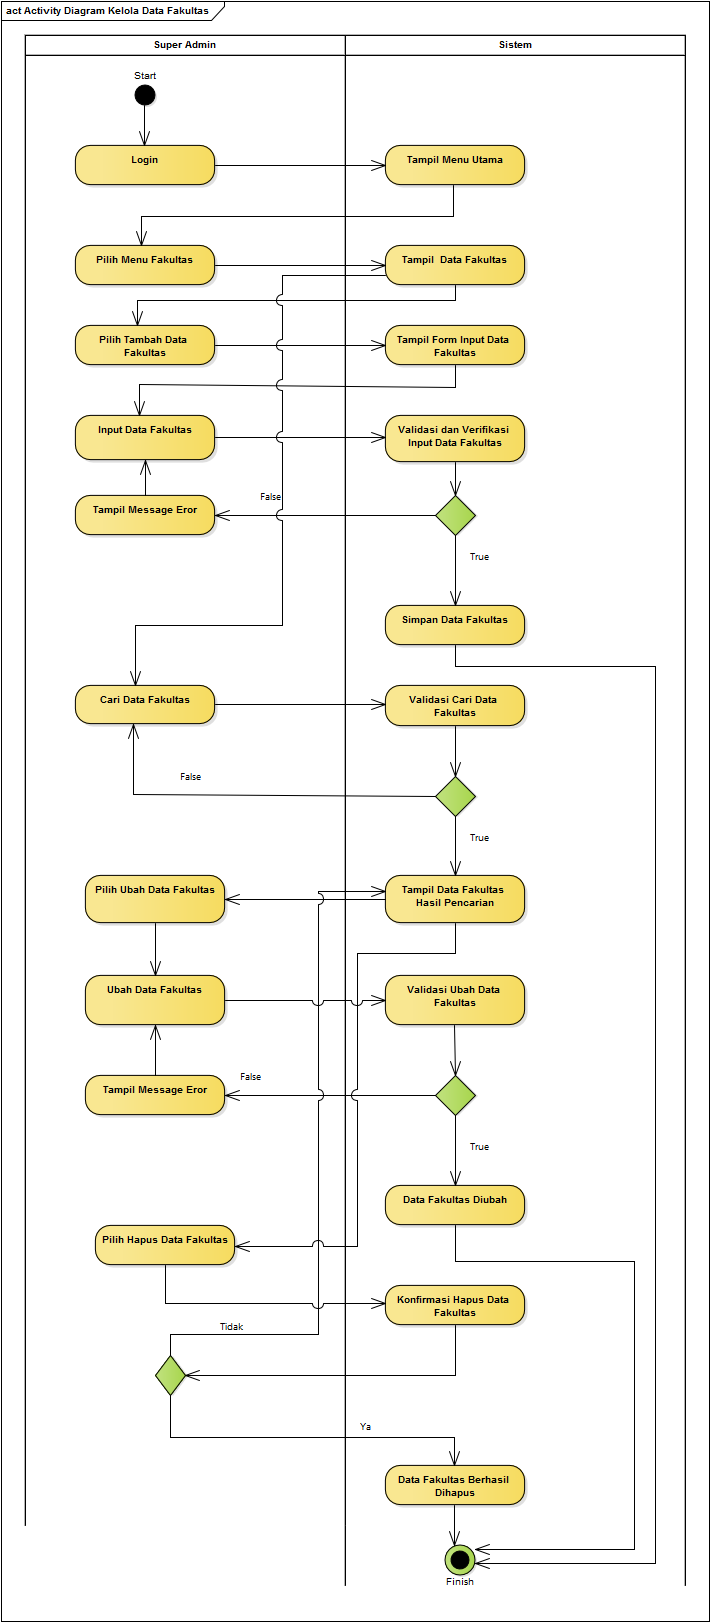 act Activity Diagram Kelola Data Fakultas
Super Admin
Sistem
Start
Login
Tampil Menu Utama
Pilih Menu Fakultas
Tampil  Data Fakultas
Pilih Tambah Data
Fakultas
Tampil Form Input Data
Fakultas
Input Data Fakultas
Validasi dan Verifikasi
Input Data Fakultas
Tampil Message Eror
False
True
Simpan Data Fakultas
Cari Data Fakultas
Validasi Cari Data
Fakultas
False
True
Pilih Ubah Data Fakultas
Tampil Data Fakultas
Hasil Pencarian
Ubah Data Fakultas
Validasi Ubah Data
Fakultas
Tampil Message Eror
False
True
Data Fakultas Diubah
Pilih Hapus Data Fakultas
Konfirmasi Hapus Data
Fakultas
Tidak
Ya
Data Fakultas Berhasil
Dihapus
Finish